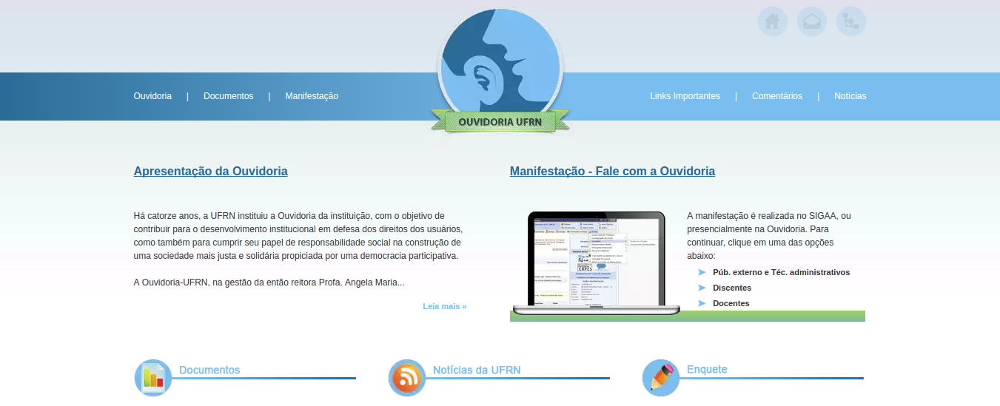 Ouvidoria | Documentos | Manifestação
OUVIDORIA UFRN
Links Importantes | Comentários | Notícias
Apresentação da Ouvidoria
Há catorze anos, a UFRN instituiu a Ouvidoria da instituição, com o objetivo de
contribuir para o desenvolvimento institucional em defesa dos direitos dos usuários,
como também para cumprir seu papel de responsabilidade social na construção de
uma sociedade mais justa e solidária propiciada por uma democracia participativa.
A Ouvidoria-UFRN, na gestão da então reitora Profa. Angela Maria...
Leia mais »
Manifestação - Fale com a Ouvidoria
CAPES
A manifestação é realizada no SIGAA, ou
presencialmente na Ouvidoria. Para
continuar, clique em uma das opções
abaixo:
Púb. externo e Téc. administrativos
Discentes
Docentes
Documentos
Notícias da UFRN
Enquete